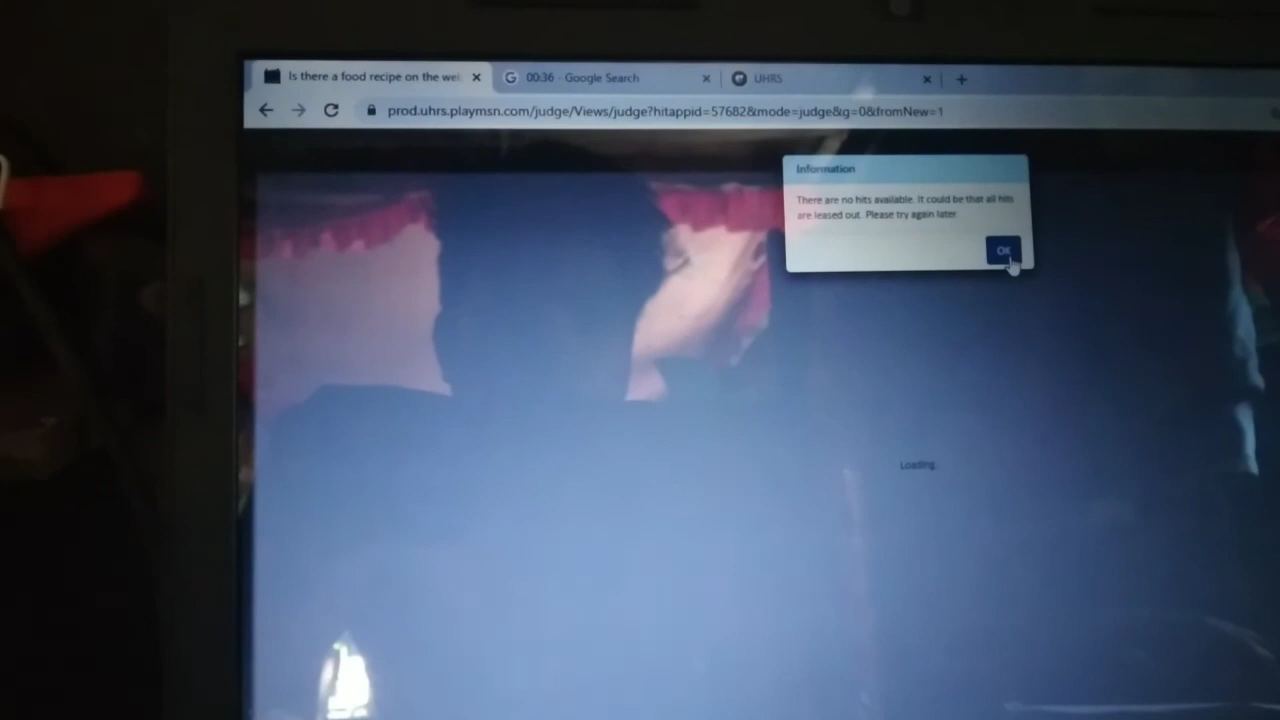 Is there a food recipe on the we
00:36 - Google Search
UHRS
prod.uhrs.playmsn.com/judge/Views/judge?hitappid=57682&mode=judge&g=0&fromNew=1
Information
There are no hits available. It could be that all hits
are leased out. Please try again later.
OK
Loading